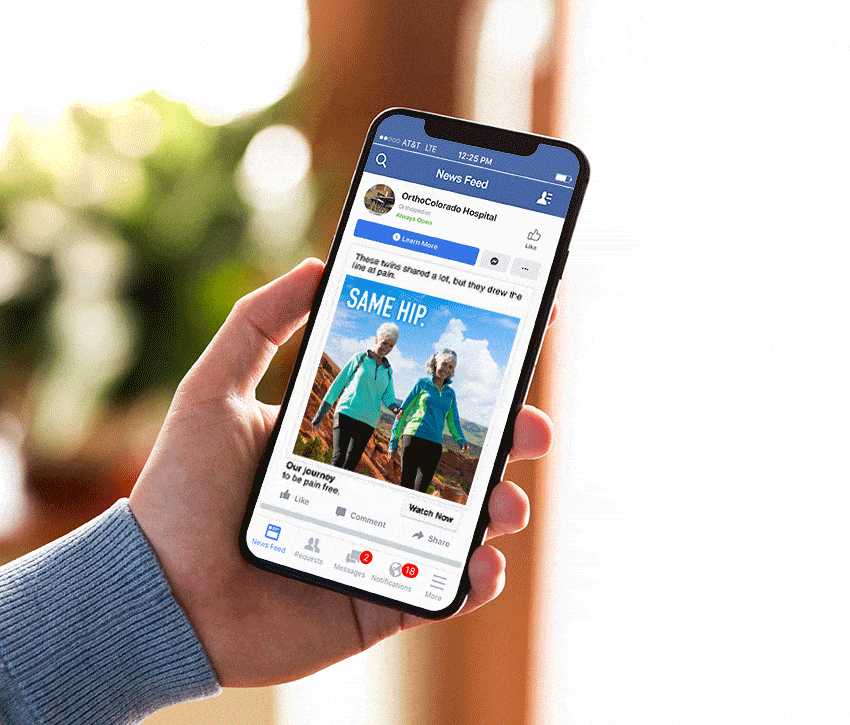 AT&T LTE 12:25 PM
News Feed
OrthoColorado Hospital
Orthopedist
Always Open
Like
Learn More
These twins shared a lot, but they drew the
line at pain.
SAME HIP.
Our journey
to be pain free.
Watch Now
Like Comment Share
News Feed Requests Messages 2 Notifications 18 More